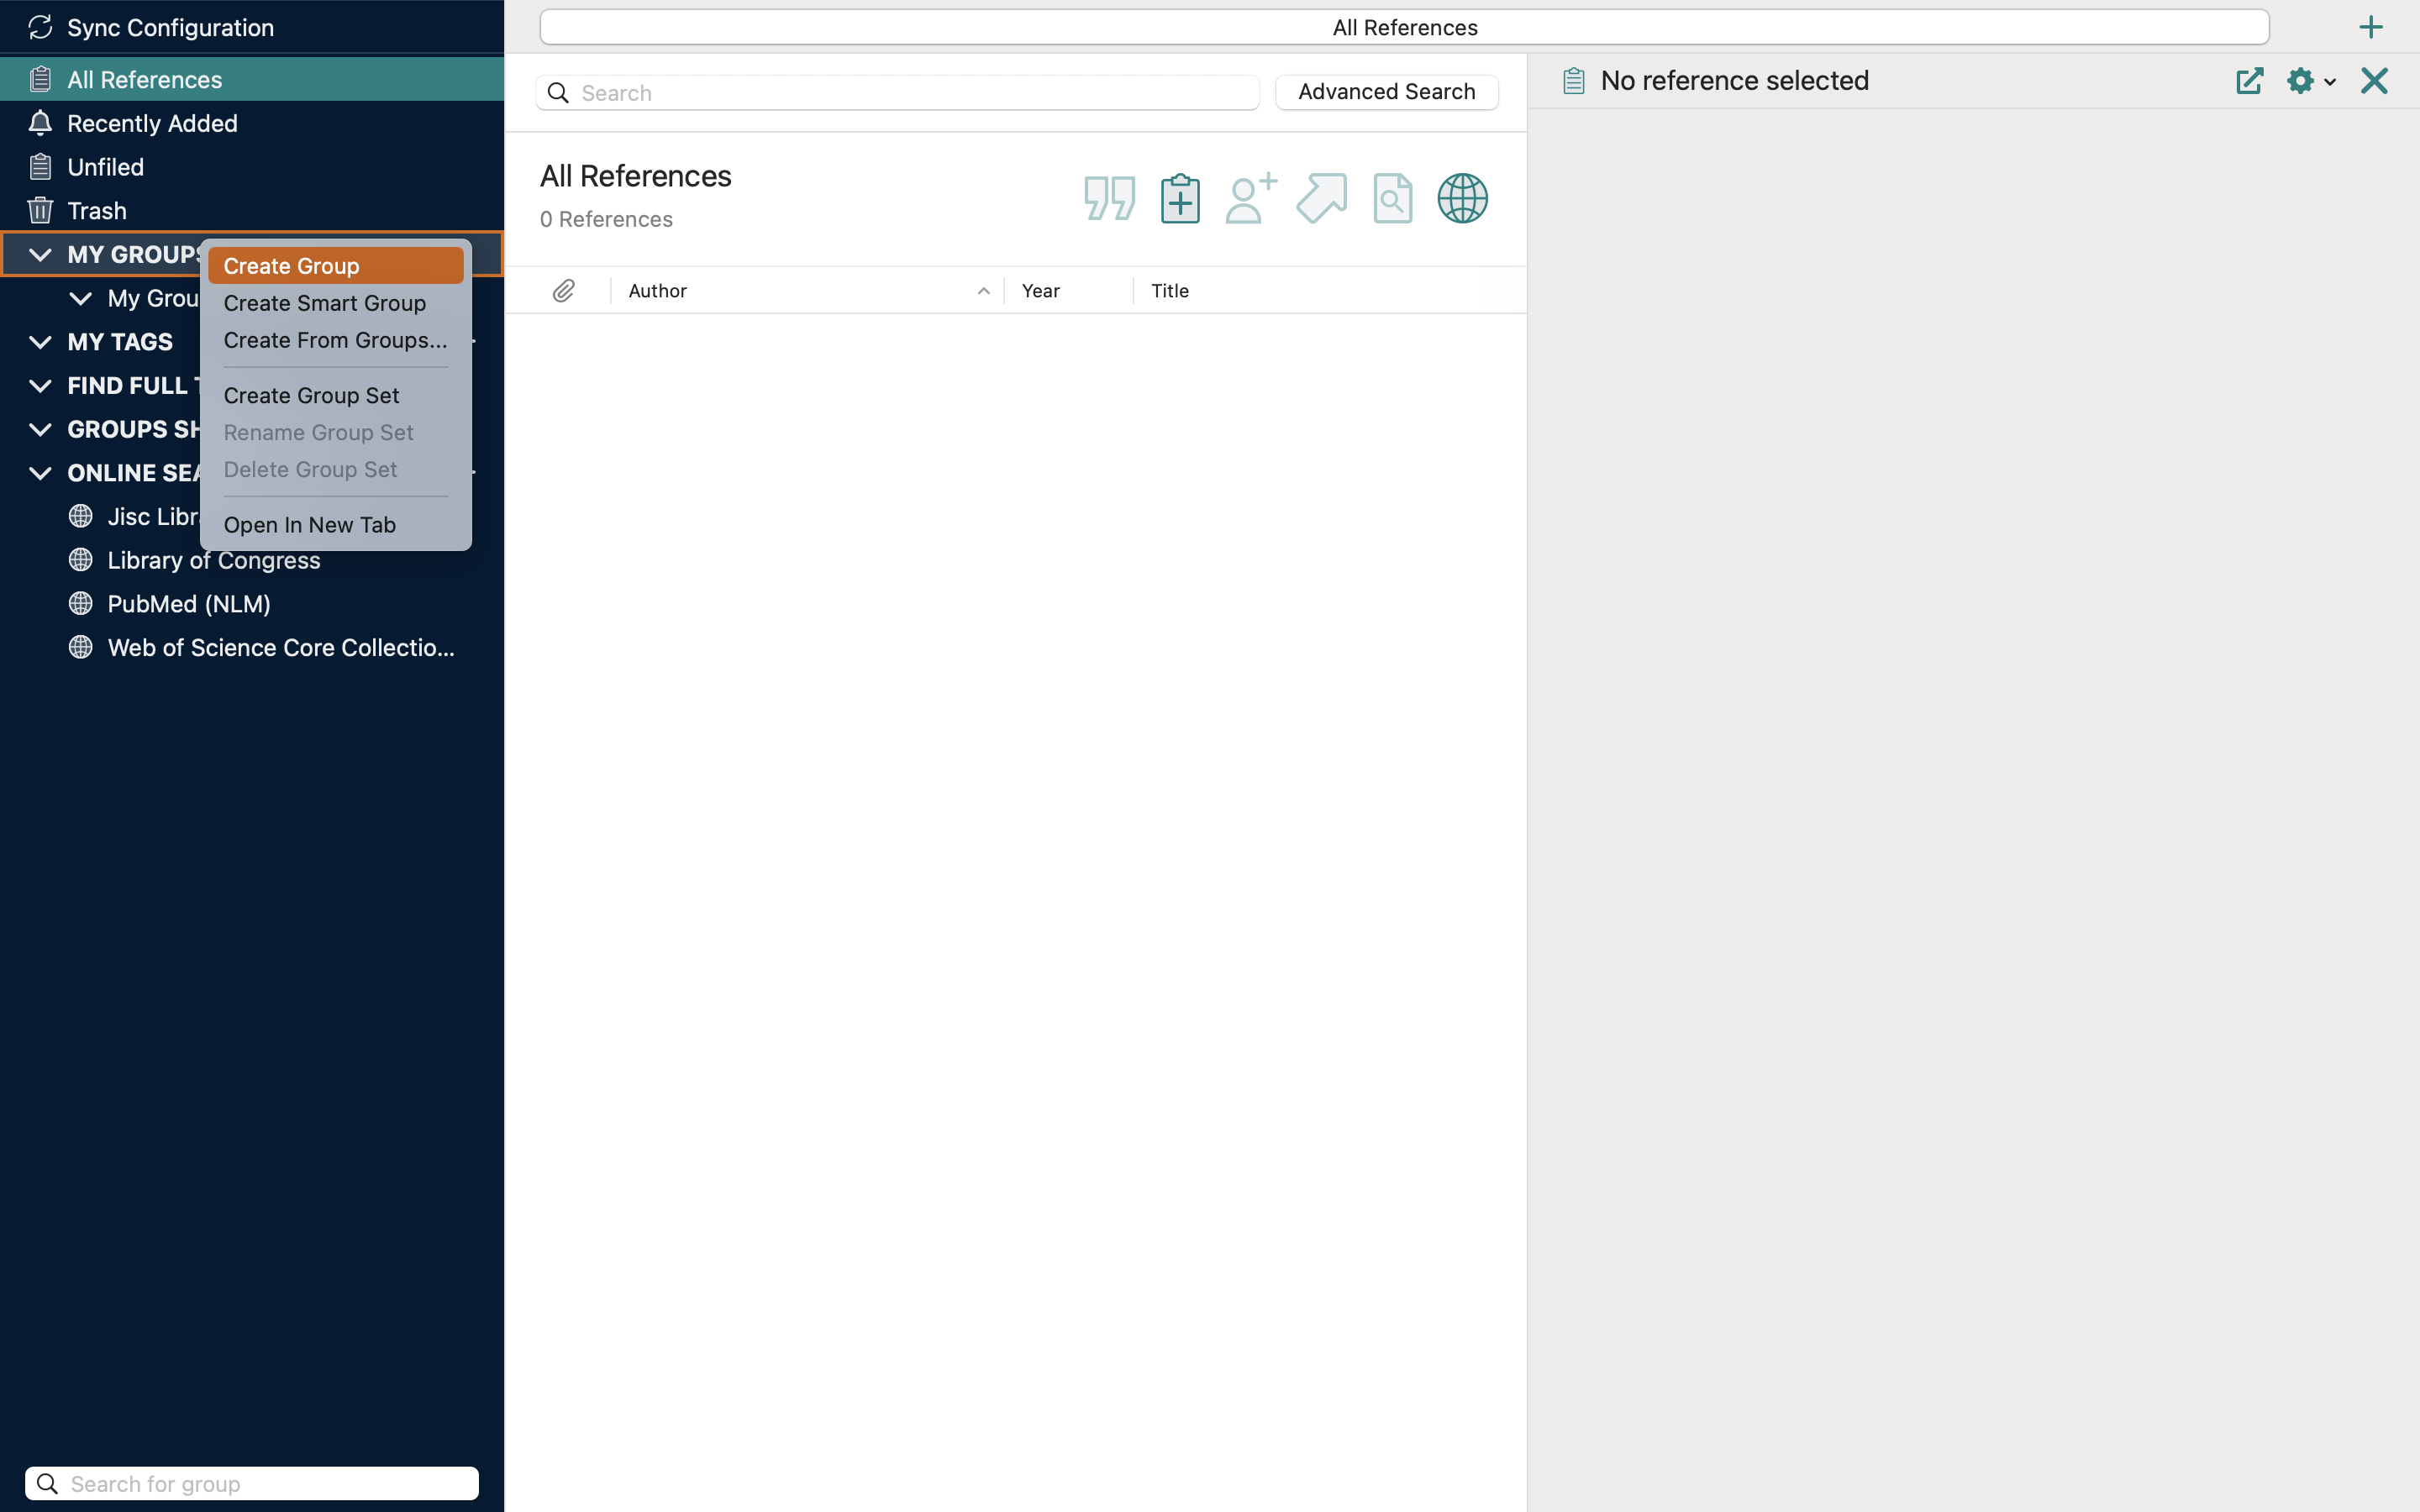 Sync Configuration
All References
Recently Added
Unfiled
Trash
MY GROUPS
My Grou
MY TAGS
FIND FULL
GROUPS SH
ONLINE SEA
Jisc Libr
Library of Congress
PubMed (NLM)
Web of Science Core Collectio...
Search for group
Create Group
Create Smart Group
Create From Groups...
Create Group Set
Rename Group Set
Delete Group Set
Open In New Tab
All References
Search
Advanced Search
All References
0 References
Author
Year
Title
No reference selected